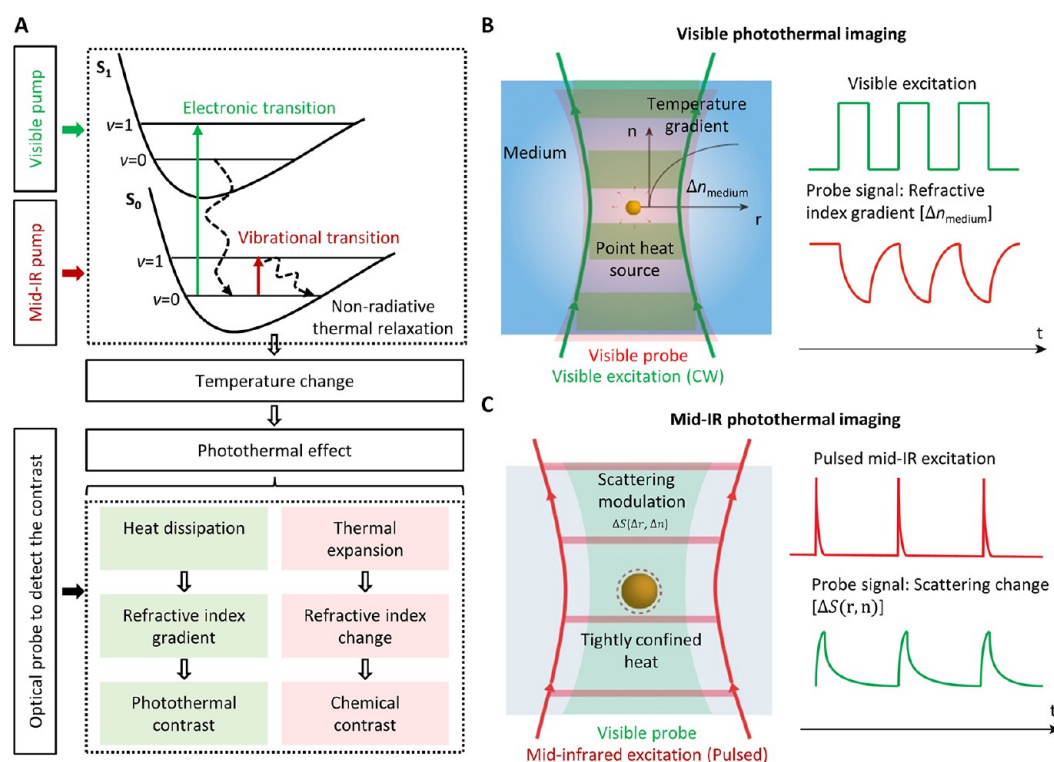 A
Visible pump
Mid-IR pump
S1
Electronic transition
v=1
v=0
S0
Vibrational transition
v=1
v=0
Non-radiative
thermal relaxation
Temperature change
Photothermal effect
Optical probe to detect the contrast
Heat dissipation
Thermal
expansion
Refractive index
gradient
Refractive index
change
Photothermal
contrast
Chemical
contrast
B
Visible photothermal imaging
Temperature
gradient
n
Medium
Δn_medium
r
Point heat
source
Visible probe
Visible excitation (CW)
Visible excitation
Probe signal: Refractive
index gradient [Δn_medium]
t
C
Mid-IR photothermal imaging
Scattering
modulation
ΔS(Δr, Δn)
Tightly confined
heat
Visible probe
Mid-infrared excitation (Pulsed)
Pulsed mid-IR excitation
Probe signal: Scattering change
[ΔS(r, n)]
t